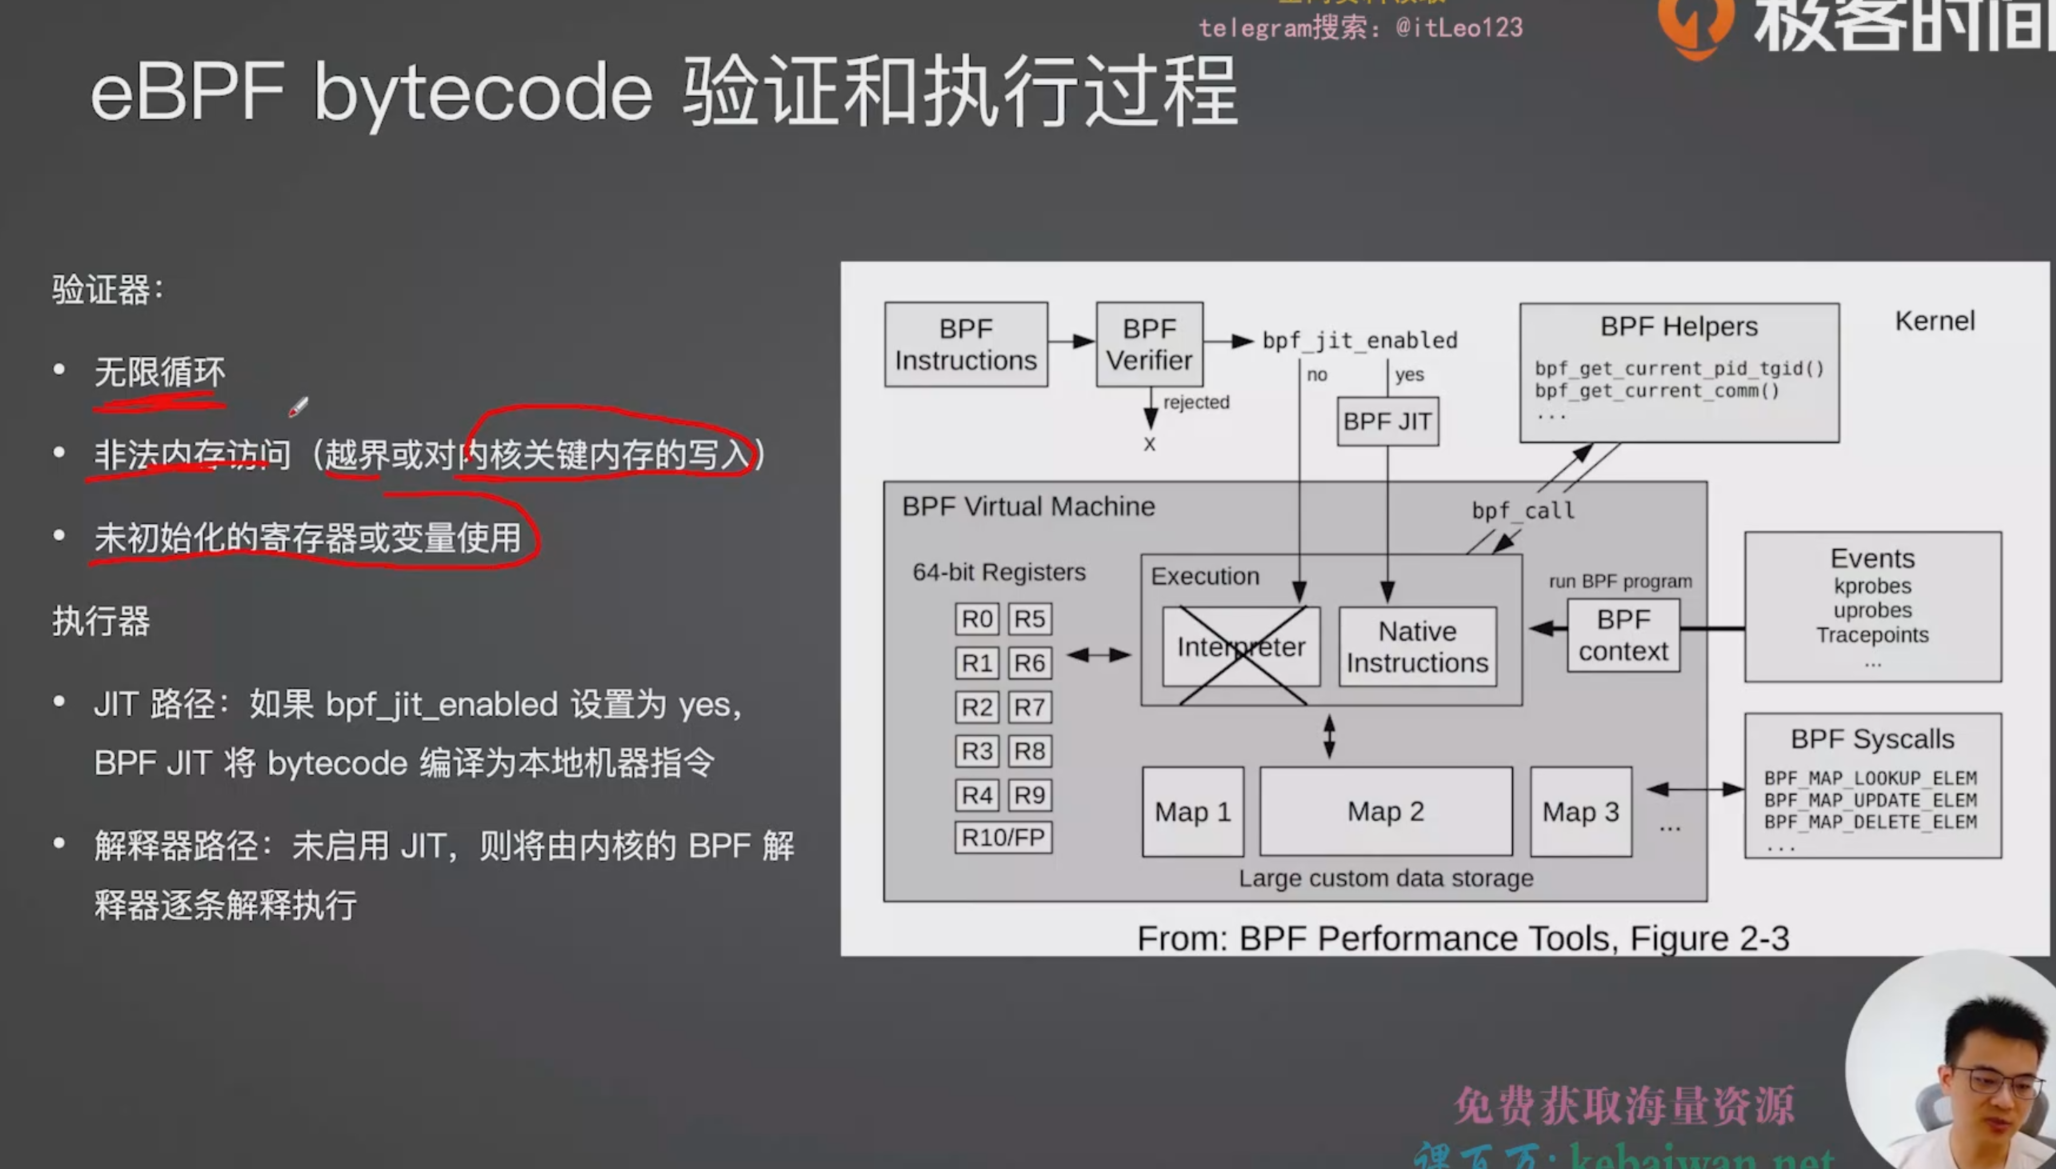 telegram搜索：@itLeo123
极客时间
eBPF bytecode 验证和执行过程
验证器：
• 无限循环
• 非法内存访问（越界或对内核关键内存的写入）
• 未初始化的寄存器或变量使用
执行器
• JIT 路径：如果 bpf_jit_enabled 设置为 yes，
BPF JIT 将 bytecode 编译为本地机器指令
• 解释器路径：未启用 JIT，则将由内核的 BPF 解
释器逐条解释执行
BPF
Instructions
BPF
Verifier
rejected
X
bpf_jit_enabled
no
yes
BPF JIT
BPF Helpers
bpf_get_current_pid_tgid()
bpf_get_current_comm()
...
Kernel
BPF Virtual Machine
bpf_call
64-bit Registers
R0 R5
R1 R6
R2 R7
R3 R8
R4 R9
R10/FP
Execution
Interpreter
Native
Instructions
run BPF program
BPF
context
Events
kprobes
uprobes
Tracepoints
...
Map 1
Map 2
Map 3
...
Large custom data storage
BPF Syscalls
BPF_MAP_LOOKUP_ELEM
BPF_MAP_UPDATE_ELEM
BPF_MAP_DELETE_ELEM
...
From: BPF Performance Tools, Figure 2-3
免费获取海量资源
kebaiwan.net